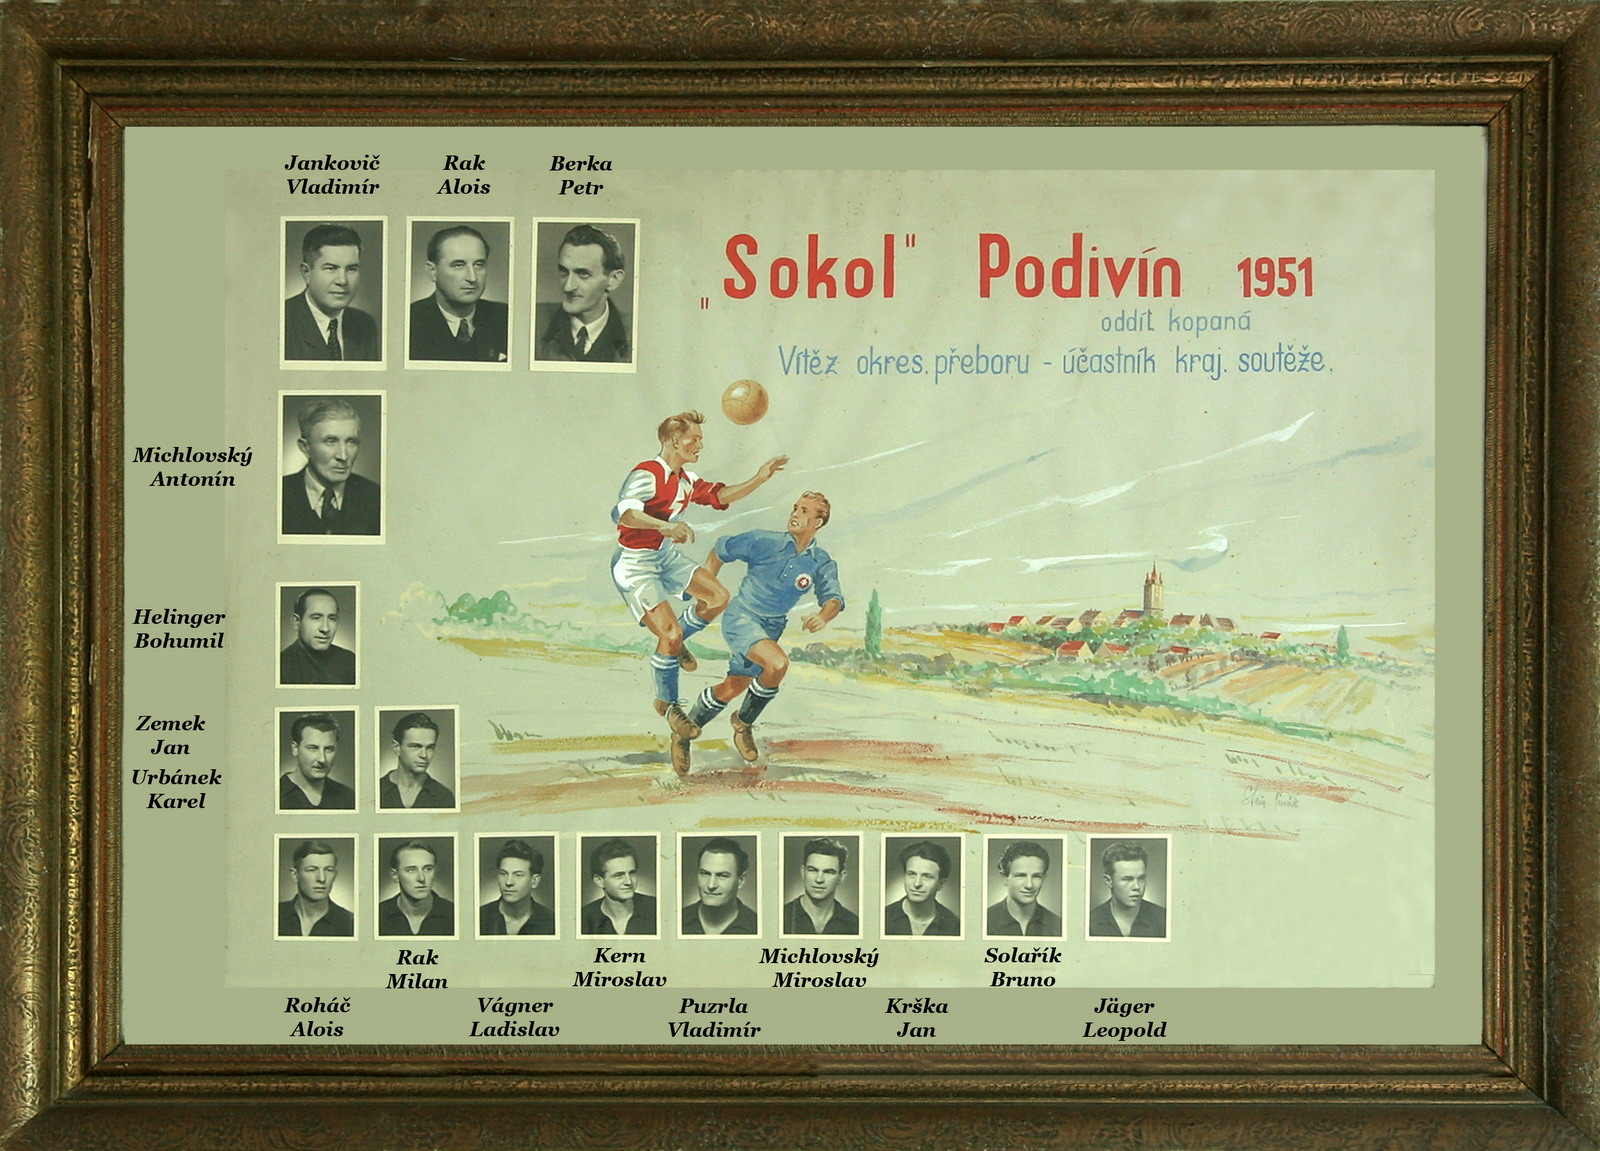 Jankovič
Vladimír
Rak
Alois
Berka
Petr
„Sokol" Podivín 1951
oddíl kopaná
Vítěz okres. přeboru - účastník kraj. soutěže.
Michlovský
Antonín
Helinger
Bohumil
Zemek
Jan
Urbánek
Karel
Rak
Milan
Kern
Miroslav
Michlovský
Miroslav
Solařík
Bruno
Roháč
Alois
Vágner
Ladislav
Puzrla
Vladimír
Krška
Jan
Jäger
Leopold